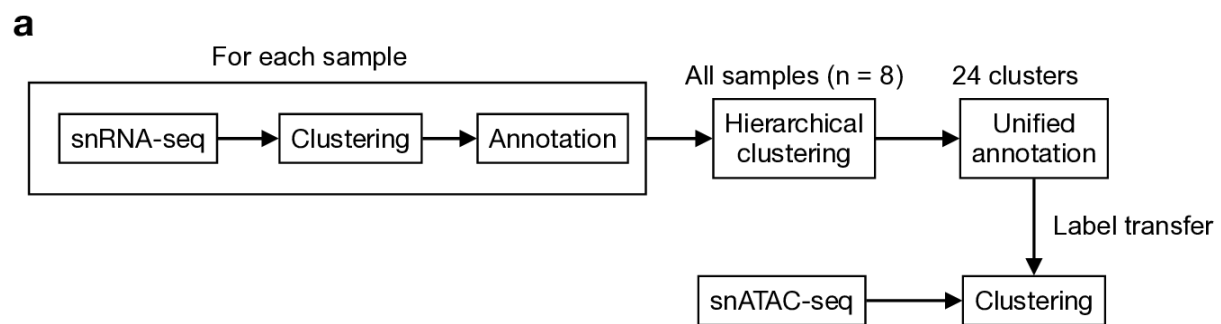 a
For each sample
snRNA-seq
Clustering
Annotation
All samples (n = 8)
Hierarchical
clustering
24 clusters
Unified
annotation
Label transfer
snATAC-seq
Clustering